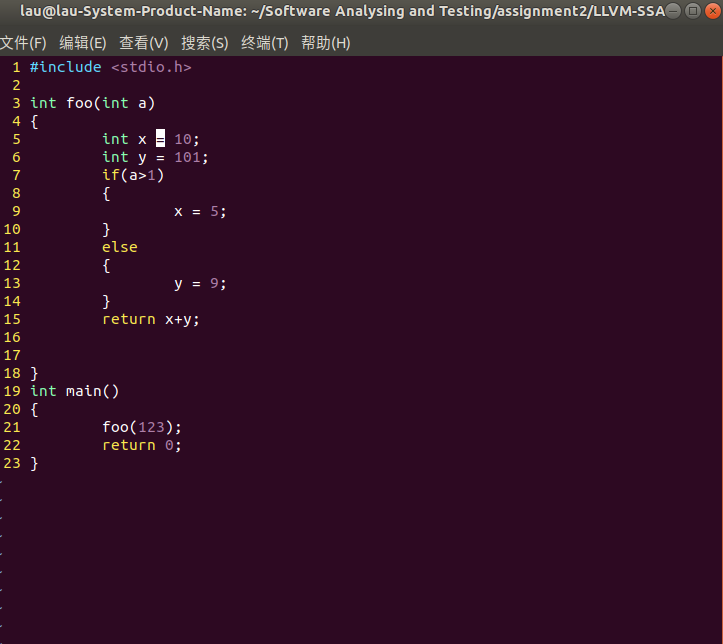 lau@lau-System-Product-Name: ~/Software Analysing and Testing/assignment2/LLVM-SSA
文件(F) 编辑(E) 查看(V) 搜索(S) 终端(T) 帮助(H)
1 #include <stdio.h>
2
3 int foo(int a)
4 {
5         int x = 10;
6         int y = 101;
7         if(a>1)
8         {
9                 x = 5;
10         }
11         else
12         {
13                 y = 9;
14         }
15         return x+y;
16
17
18 }
19 int main()
20 {
21         foo(123);
22         return 0;
23 }
~
~
~
~
~
~
~
~
~